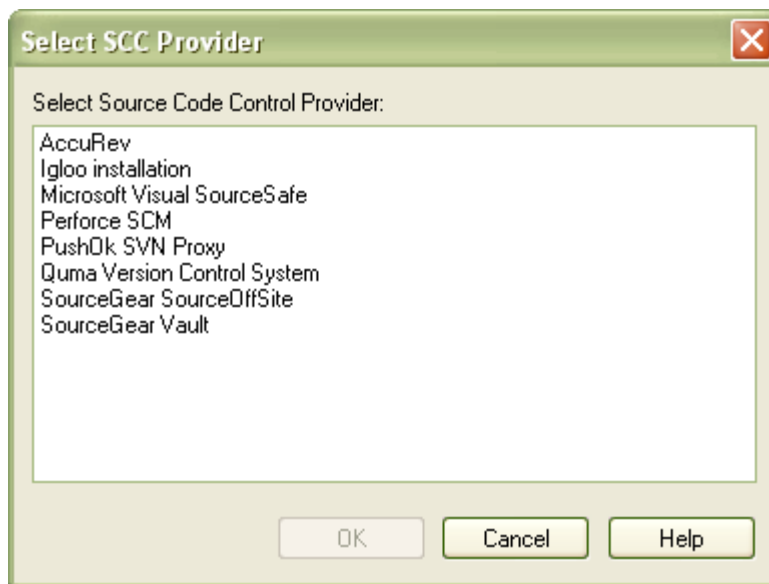 Select SCC Provider
Select Source Code Control Provider:
AccuRev
Igloo installation
Microsoft Visual SourceSafe
Perforce SCM
PushOk SVN Proxy
Quma Version Control System
SourceGear SourceOffSite
SourceGear Vault
OK Cancel Help